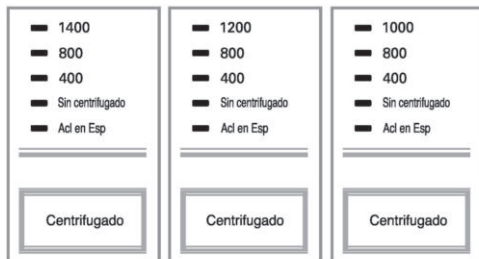 1400
800
400
Sin centrifugado
Acl en Esp
Centrifugado
1200
800
400
Sin centrifugado
Acl en Esp
Centrifugado
1000
800
400
Sin centrifugado
Acl en Esp
Centrifugado